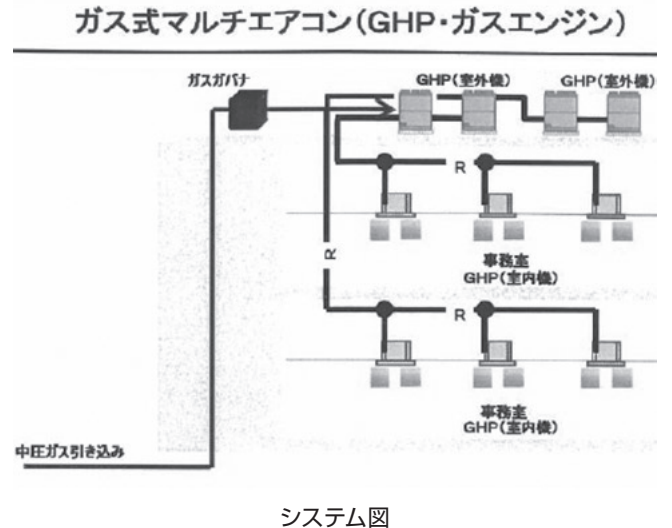 ガス式マルチエアコン(GHP・ガスエンジン)
ガスガバナ
GHP(室外機)
GHP(室外機)
R
事務室
GHP(室内機)
R
R
事務室
GHP(室内機)
中圧ガス引き込み
システム図